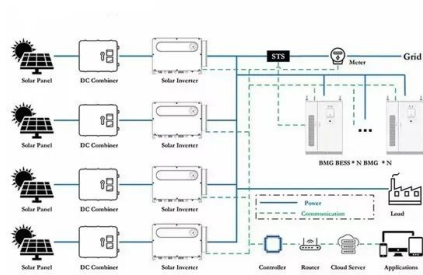 STS
Meter
Grid
Solar Panel
DC Combiner
Solar Inverter
Solar Panel
DC Combiner
Solar Inverter
BMG BESS * N BMG * N
Solar Panel
DC Combiner
Solar Inverter
Power
Communication
Load
Solar Panel
DC Combiner
Solar Inverter
Controller
Router
Cloud Server
Applications